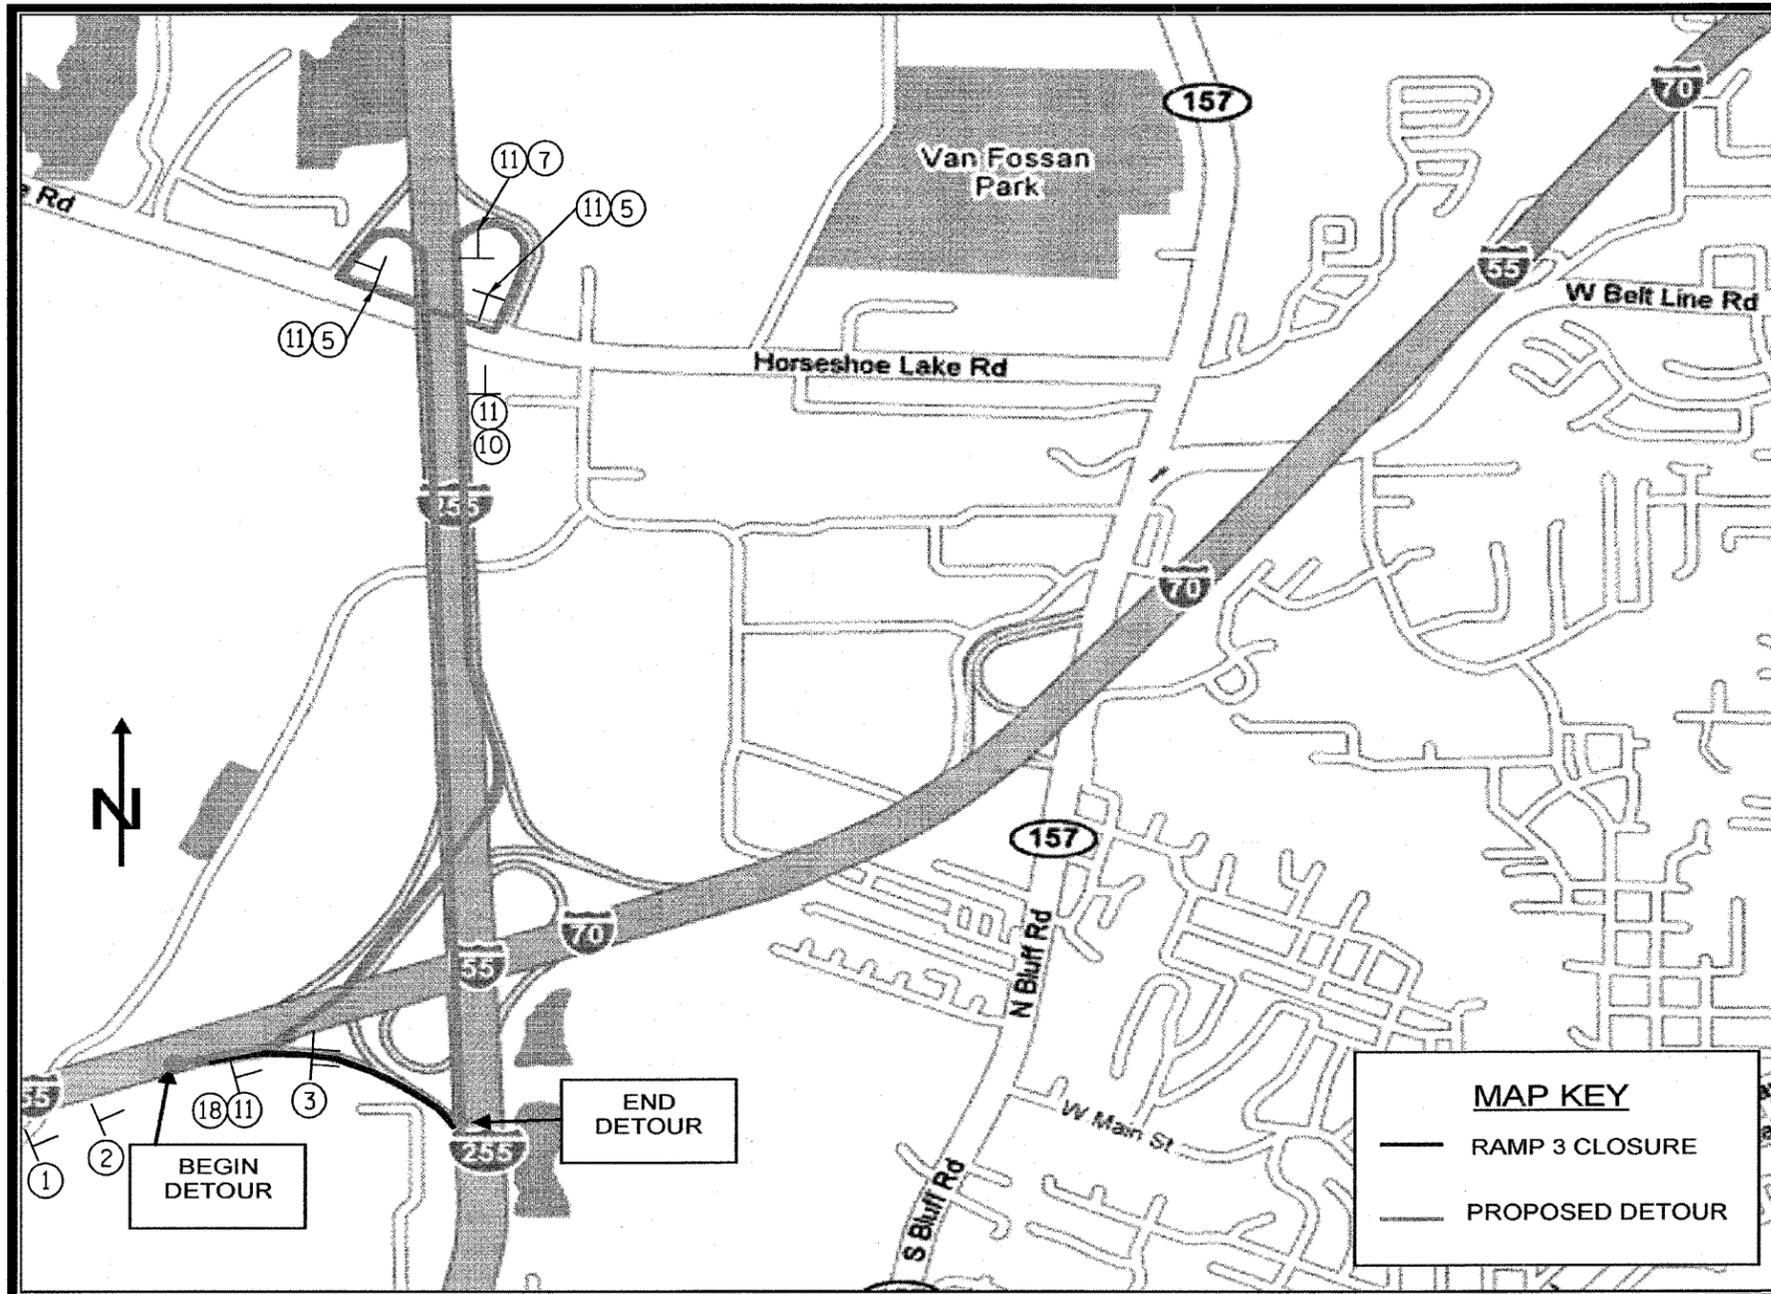 157
70
Van Fossan
Park
e Rd
11 7
11 5
55
W Belt Line Rd
11 5
Horseshoe Lake Rd
11
10
255
70
N
157
N Bluff Rd
70
55
55
3
18 11
2
1
BEGIN
DETOUR
END
DETOUR
255
W Main St
S Bluff Rd
MAP KEY
RAMP 3 CLOSURE
PROPOSED DETOUR